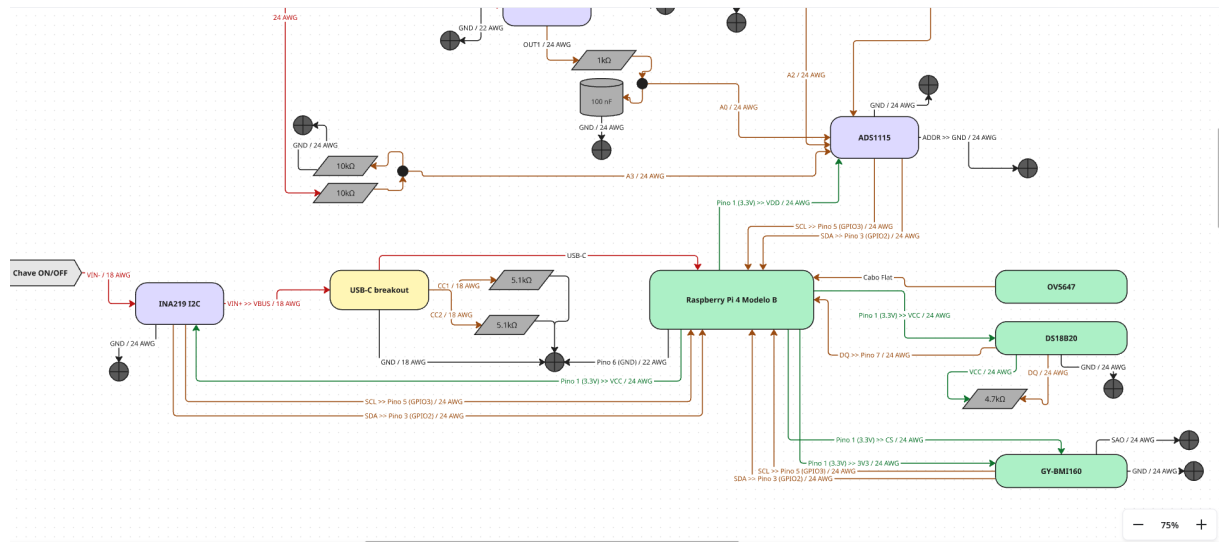 24 AWG
GND / 22 AWG
OUT1 / 24 AWG
1kΩ
A2 / 24 AWG
100 nF
A0 / 24 AWG
GND / 24 AWG
GND / 24 AWG
ADS1115
ADDR >> GND / 24 AWG
GND / 24 AWG
10kΩ
10kΩ
A3 / 24 AWG
Pino 1 (3.3V) >> VDD / 24 AWG
SCL >> Pino 5 (GPIO3) / 24 AWG
SDA >> Pino 3 (GPIO2) / 24 AWG
USB-C
Chave ON/OFF
VIN- / 18 AWG
INA219 I2C
VIN+ >> VBUS / 18 AWG
USB-C breakout
CC1 / 18 AWG
5.1kΩ
CC2 / 18 AWG
5.1kΩ
Raspberry Pi 4 Modelo B
Cabo Flat
OV5647
Pino 1 (3.3V) >> VCC / 24 AWG
DS18B20
GND / 24 AWG
GND / 18 AWG
Pino 6 (GND) / 22 AWG
DQ >> Pino 7 / 24 AWG
VCC / 24 AWG
DQ / 24 AWG
GND / 24 AWG
Pino 1 (3.3V) >> VCC / 24 AWG
4.7kΩ
SCL >> Pino 5 (GPIO3) / 24 AWG
SDA >> Pino 3 (GPIO2) / 24 AWG
Pino 1 (3.3V) >> CS / 24 AWG
SAO / 24 AWG
Pino 1 (3.3V) >> 3V3 / 24 AWG
SCL >> Pino 5 (GPIO3) / 24 AWG
SDA >> Pino 3 (GPIO2) / 24 AWG
GY-BMI160
GND / 24 AWG
75%